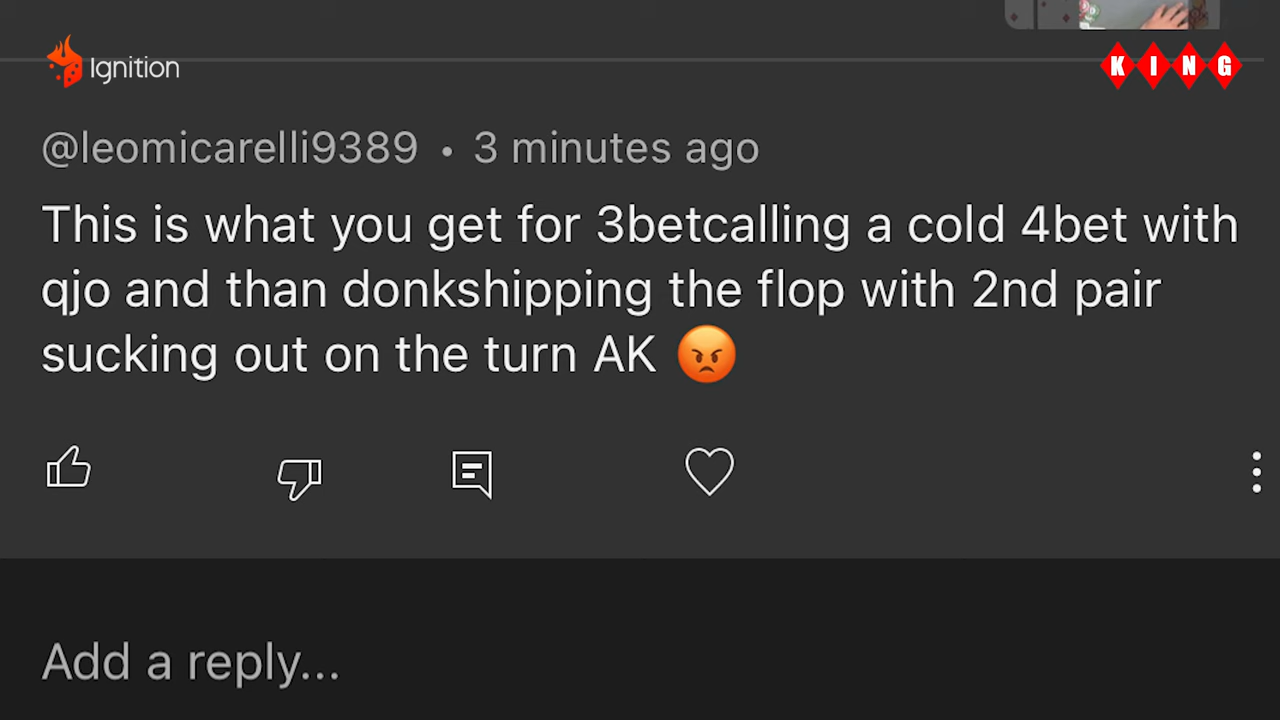 Ignition
KING
@leomicarelli9389 • 3 minutes ago
This is what you get for 3betcalling a cold 4bet with
qjo and than donkshipping the flop with 2nd pair
sucking out on the turn AK 😡
Add a reply...